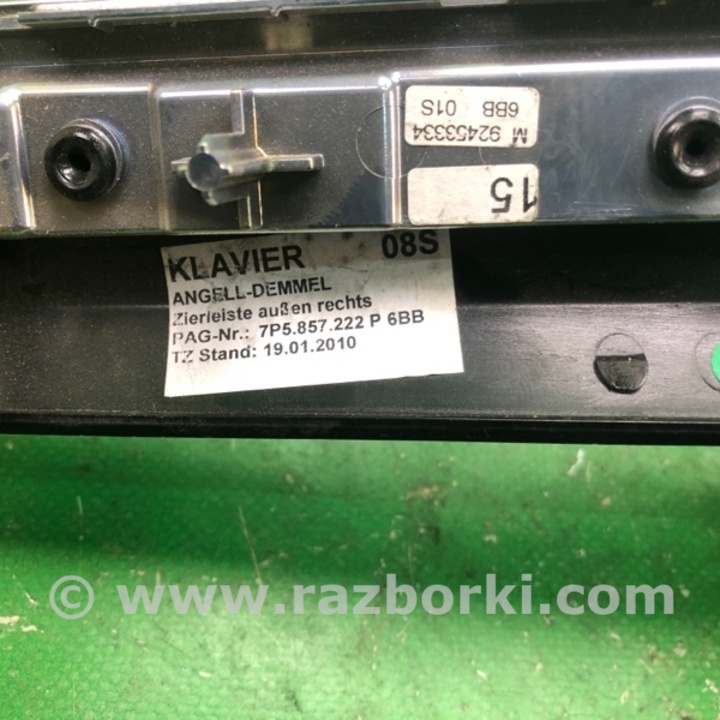 M 92453334
6BB 01S
15
KLAVIER 08S
ANGELL-DEMMEL
Zierleiste außen rechts
PAG-Nr.: 7P5.857.222 P 6BB
TZ Stand: 19.01.2010
© www.razborki.com